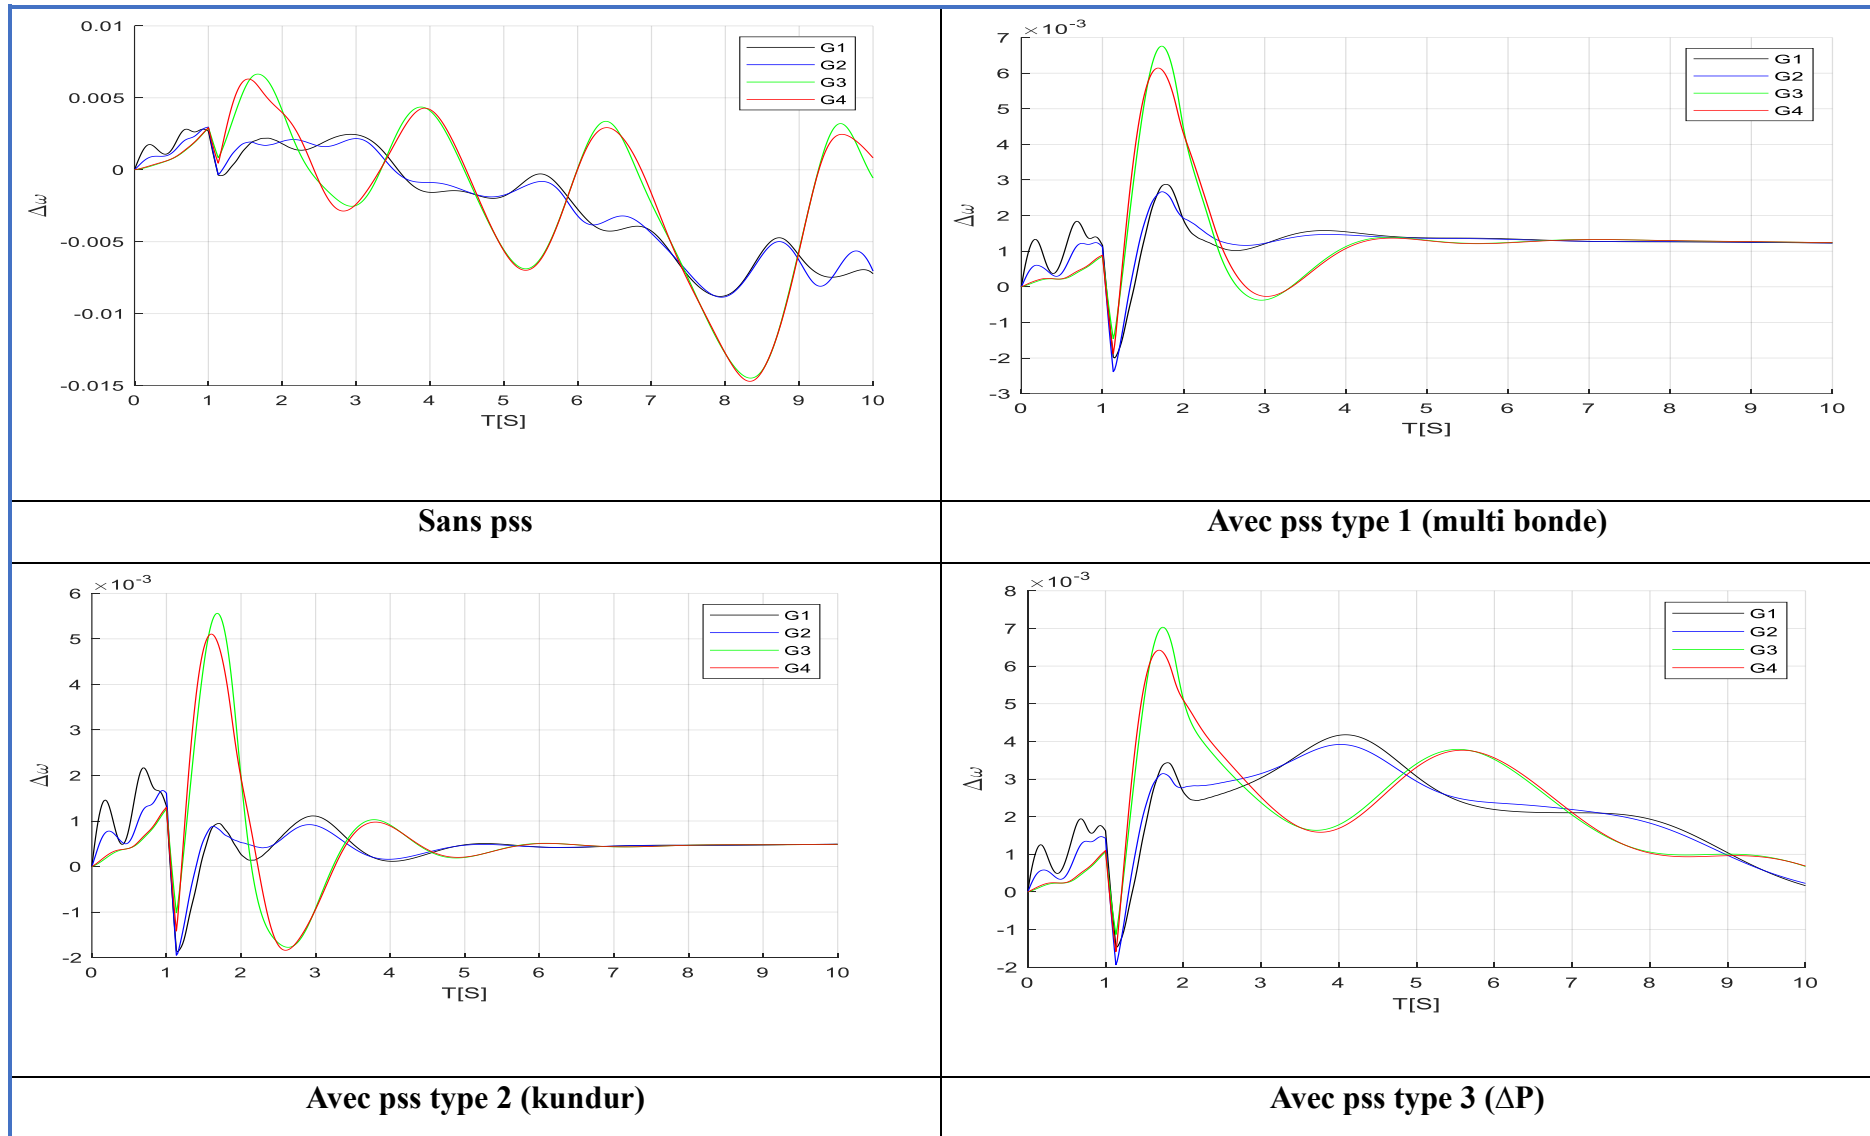 0.01
0.005
0
-0.005
-0.01
-0.015
Δω
0 1 2 3 4 5 6 7 8 9 10
T[S]
G1
G2
G3
G4
×10-3
7
6
5
4
3
2
1
0
-1
-2
-3
Δω
0 1 2 3 4 5 6 7 8 9 10
T[S]
G1
G2
G3
G4
Sans pss
Avec pss type 1 (multi bonde)
×10-3
6
5
4
3
2
1
0
-1
-2
Δω
0 1 2 3 4 5 6 7 8 9 10
T[S]
G1
G2
G3
G4
×10-3
8
7
6
5
4
3
2
1
0
-1
-2
Δω
0 1 2 3 4 5 6 7 8 9 10
T[S]
G1
G2
G3
G4
Avec pss type 2 (kundur)
Avec pss type 3 (ΔP)